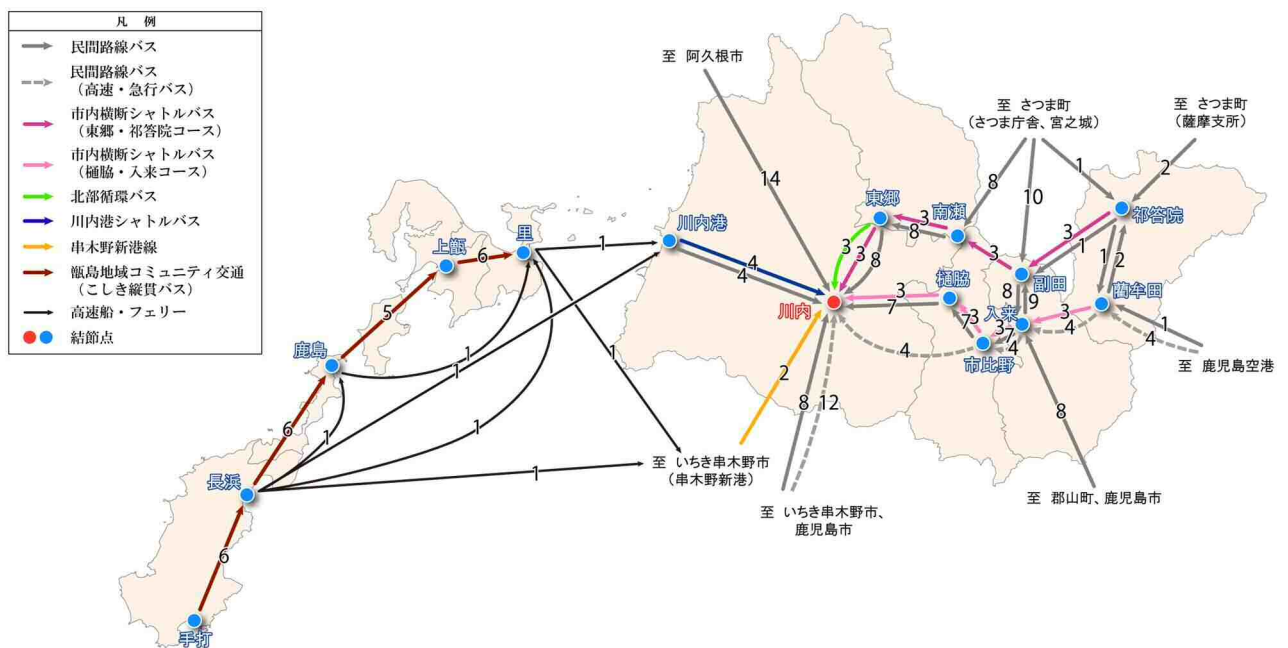 凡 例
民間路線バス
民間路線バス
（高速・急行バス）
市内横断シャトルバス
（東郷・祁答院コース）
市内横断シャトルバス
（樋脇・入来コース）
北部循環バス
川内港シャトルバス
串木野新港線
甑島地域コミュニティ交通
（こしき縦貫バス）
高速船・フェリー
結節点
至 阿久根市
至 さつま町
（さつま庁舎、宮之城）
至 さつま町
（薩摩支所）
14
8
10
1
2
東郷
南瀬
祁答院
川内港
里
上甑
1
6
3
8
3
3
1
3
3
8
1
2
4
4
副田
樋脇
藺牟田
川内
入来
市比野
3
7
8
9
3
7
3
7
3
4
4
4
1
4
至 鹿児島空港
5
鹿島
1
1
1
2
8
12
8
6
1
1
1
長浜
至 いちき串木野市
（串木野新港）
至 いちき串木野市、
鹿児島市
至 郡山町、鹿児島市
6
手打